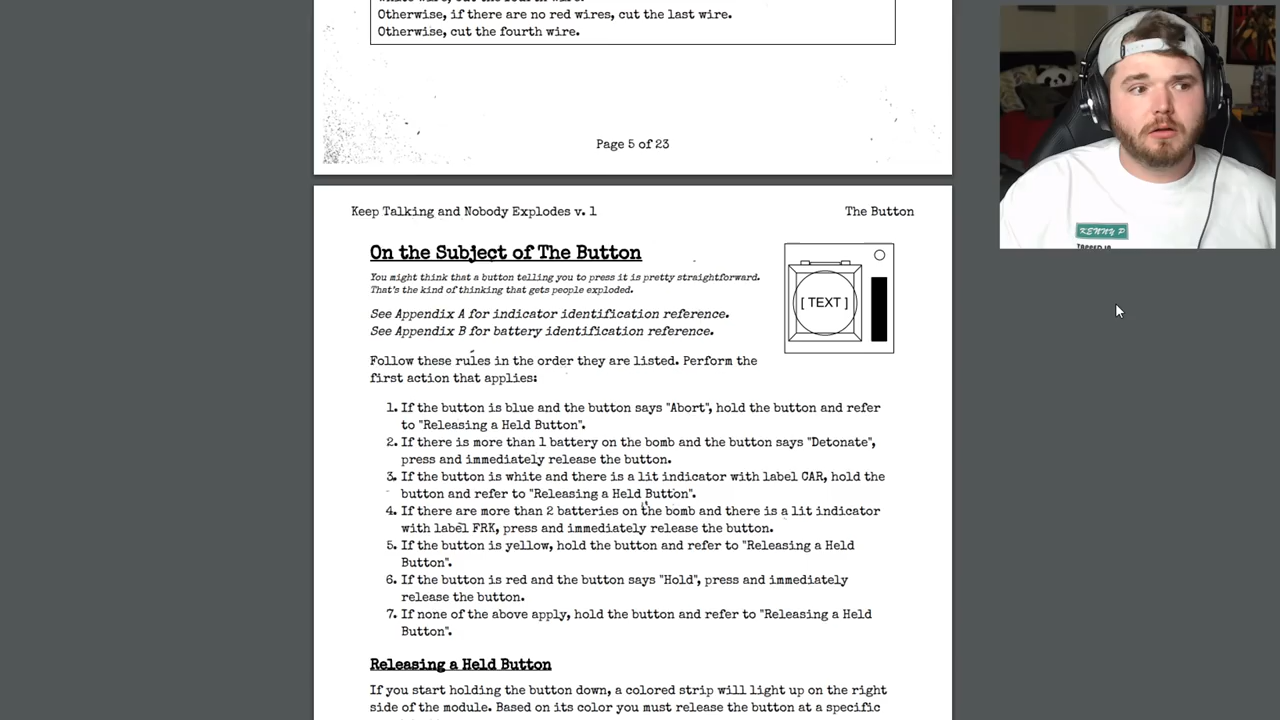 Otherwise, if there are no red wires, cut the last wire.
Otherwise, cut the fourth wire.
Page 5 of 23
Keep Talking and Nobody Explodes v. 1
The Button
On the Subject of The Button
You might think that a button telling you to press it is pretty straightforward.
That's the kind of thinking that gets people exploded.
See Appendix A for indicator identification reference.
See Appendix B for battery identification reference.
[ TEXT ]
Follow these rules in the order they are listed. Perform the
first action that applies:
1. If the button is blue and the button says "Abort", hold the button and refer
to "Releasing a Held Button".
2. If there is more than 1 battery on the bomb and the button says "Detonate",
press and immediately release the button.
3. If the button is white and there is a lit indicator with label CAR, hold the
button and refer to "Releasing a Held Button".
4. If there are more than 2 batteries on the bomb and there is a lit indicator
with label FRK, press and immediately release the button.
5. If the button is yellow, hold the button and refer to "Releasing a Held
Button".
6. If the button is red and the button says "Hold", press and immediately
release the button.
7. If none of the above apply, hold the button and refer to "Releasing a Held
Button".
Releasing a Held Button
If you start holding the button down, a colored strip will light up on the right
side of the module. Based on its color you must release the button at a specific
KENNY P